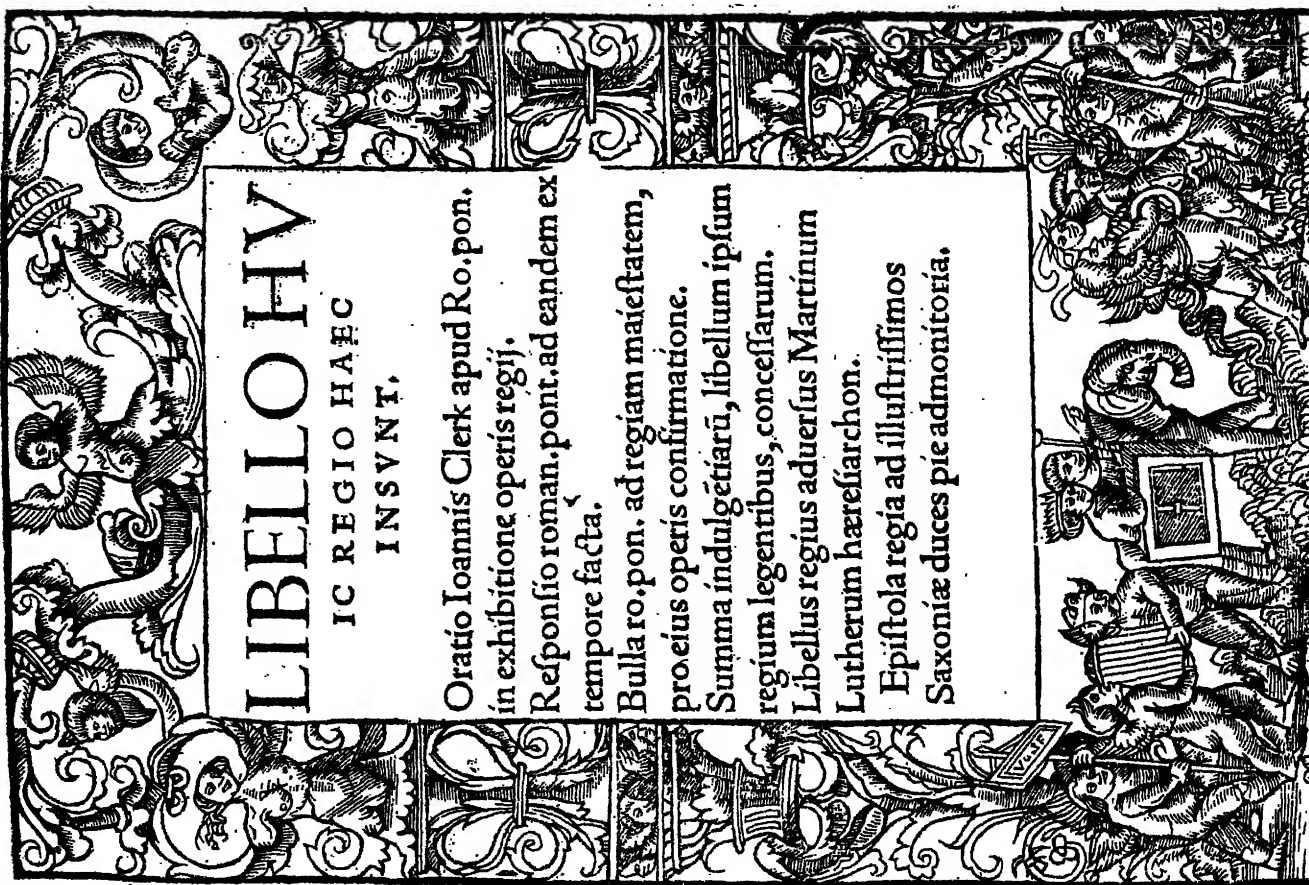 LIBELLO HV
IC REGIO HAEC
INSVNT.
Oratio Ioannis Clerk apud Ro.pon.
in exhibitione operis regij.
Reſponſio roman.pont.ad eandem ex
tempore facta.
Bulla ro.pon. ad regiam maieſtatem,
pro eius operis confirmatione.
Summa indulgētiarū, libellum ipſum
regium legentibus, conceſſarum.
Libellus regius aduerſus Martinum
Lutherum hæreſiarchon.
Epiſtola regia ad illuſtriſſimos
Saxoniæ duces pie admonitoria.